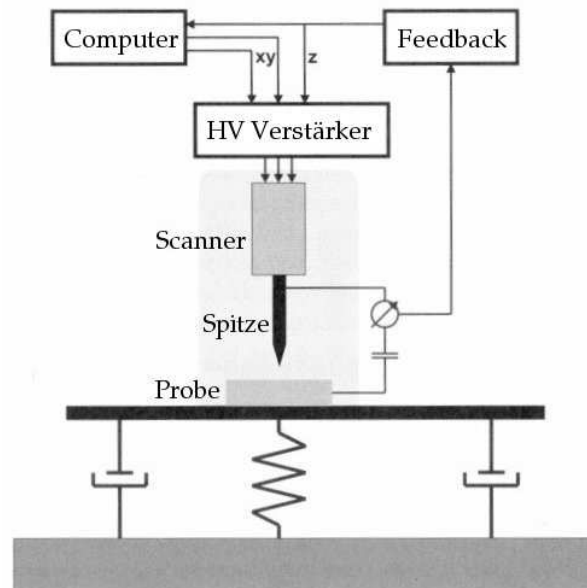 Computer
Feedback
xy
z
HV Verstärker
Scanner
Spitze
Probe